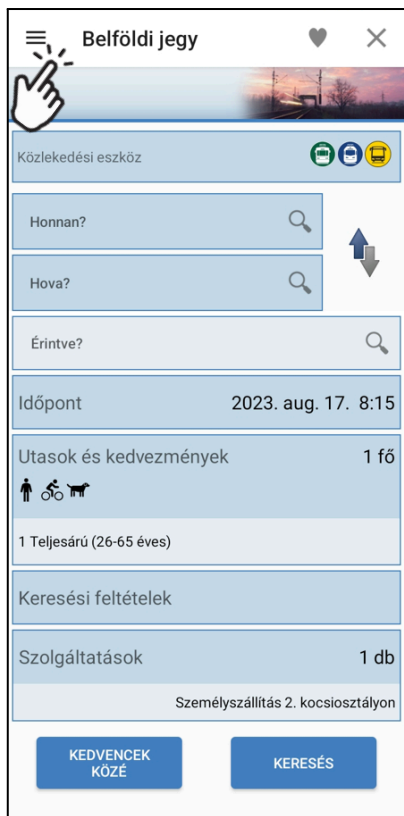 Belföldi jegy
Közlekedési eszköz
Honnan?
Hova?
Érintve?
Időpont 2023. aug. 17. 8:15
Utasok és kedvezmények 1 fő
1 Teljesárú (26-65 éves)
Keresési feltételek
Szolgáltatások 1 db
Személyszállítás 2. kocsiosztályon
KEDVENCEK
KÖZÉ
KERESÉS